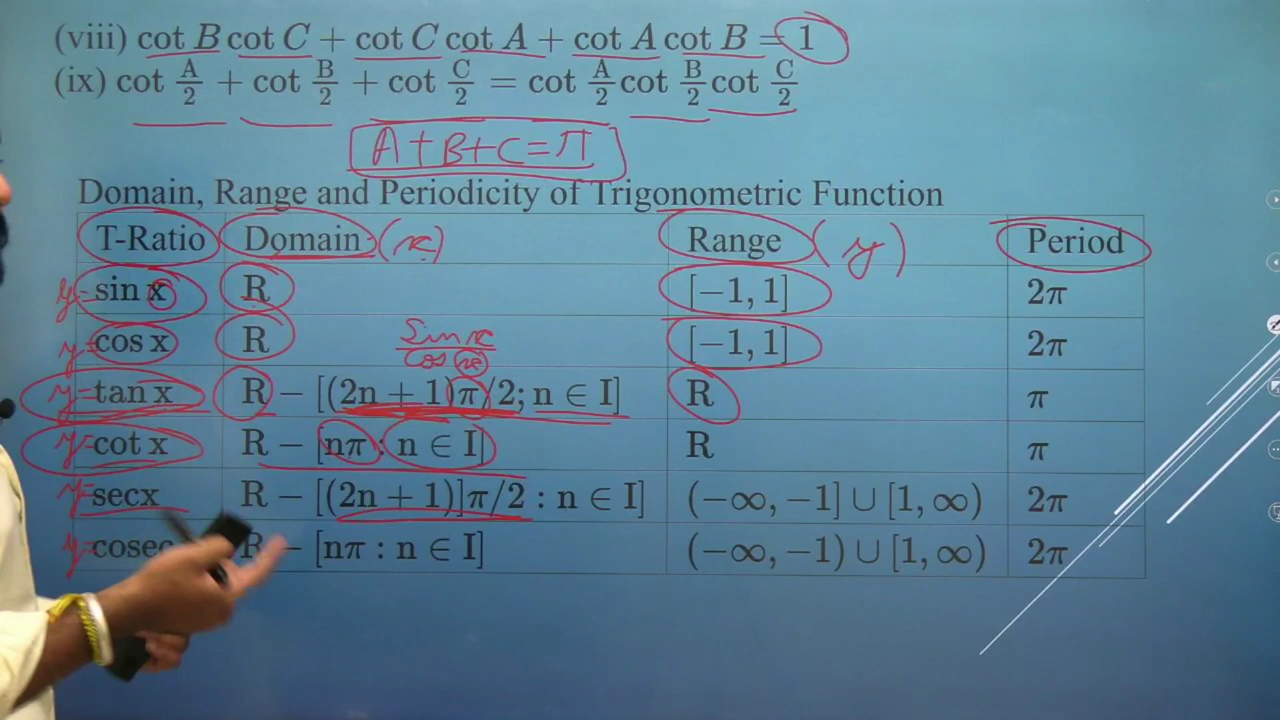 (viii) cot B cot C + cot C cot A + cot A cot B = 1
(ix) cot A/2 + cot B/2 + cot C/2 = cot A/2 cot B/2 cot C/2
A+B+C=π
Domain, Range and Periodicity of Trigonometric Function
T-Ratio Domain (x) Range (y) Period
y= sin x R [−1, 1] 2π
y= cos x R [−1, 1] 2π
sin x / cos x
y= tan x R − [(2n + 1)π/2; n ∈ I] R π
y= cot x R − [nπ : n ∈ I] R π
y= secx R − [(2n + 1)]π/2 : n ∈ I] (−∞, −1] ∪ [1, ∞) 2π
y= cosec R − [nπ : n ∈ I] (−∞, −1) ∪ [1, ∞) 2π